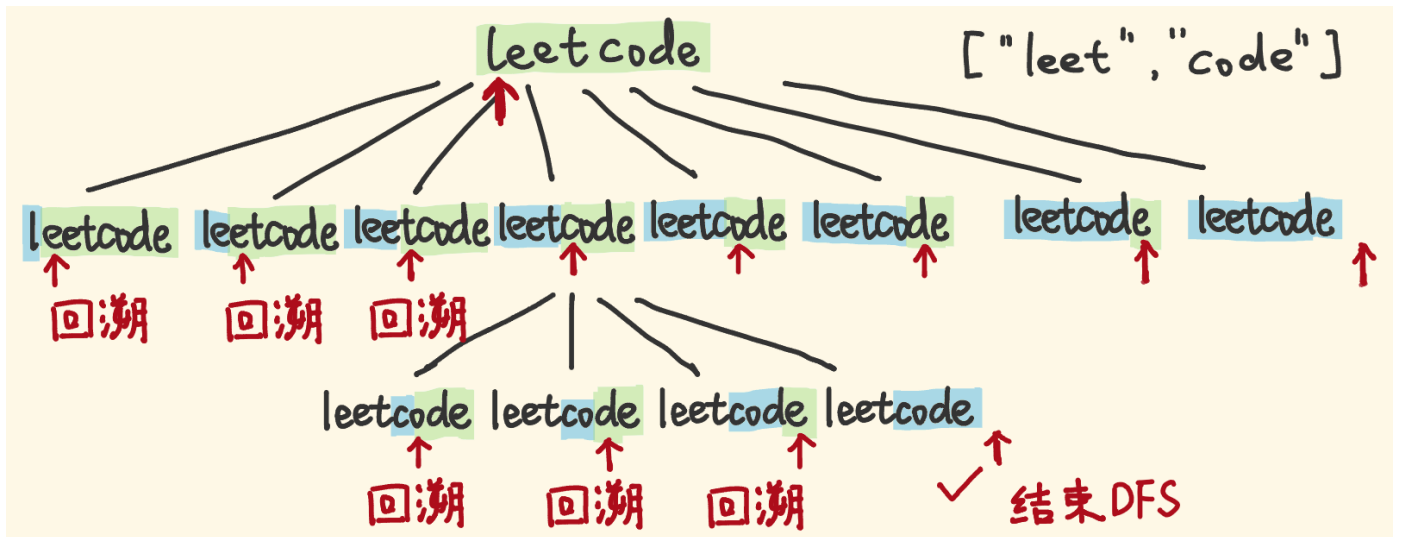 leetcode ["leet","code"]
leetcode leetcode leetcode leetcode leetcode leetcode leetcode leetcode
回溯 回溯 回溯
leetcode leetcode leetcode leetcode
回溯 回溯 回溯 结束DFS